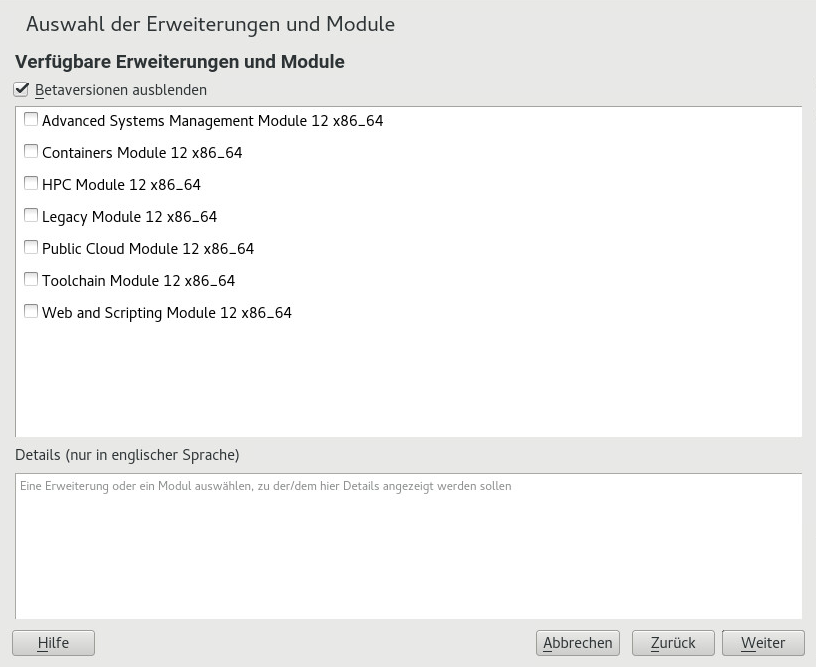 Auswahl der Erweiterungen und Module
Verfügbare Erweiterungen und Module
Betaversionen ausblenden
Advanced Systems Management Module 12 x86_64
Containers Module 12 x86_64
HPC Module 12 x86_64
Legacy Module 12 x86_64
Public Cloud Module 12 x86_64
Toolchain Module 12 x86_64
Web and Scripting Module 12 x86_64
Details (nur in englischer Sprache)
Eine Erweiterung oder ein Modul auswählen, zu der/dem hier Details angezeigt werden sollen
Hilfe Abbrechen Zurück Weiter